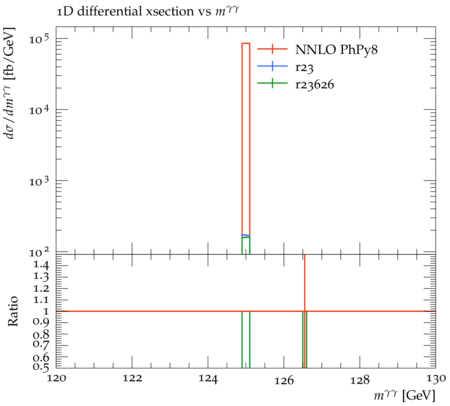 1D differential xsection vs mγγ
dσ/dmγγ [fb/GeV]
10⁵
10⁴
10³
10²
NNLO PhPy8
r23
r23626
Ratio
1.4
1.3
1.2
1.1
1
0.9
0.8
0.7
0.6
0.5
120 122 124 126 128 130
mγγ [GeV]